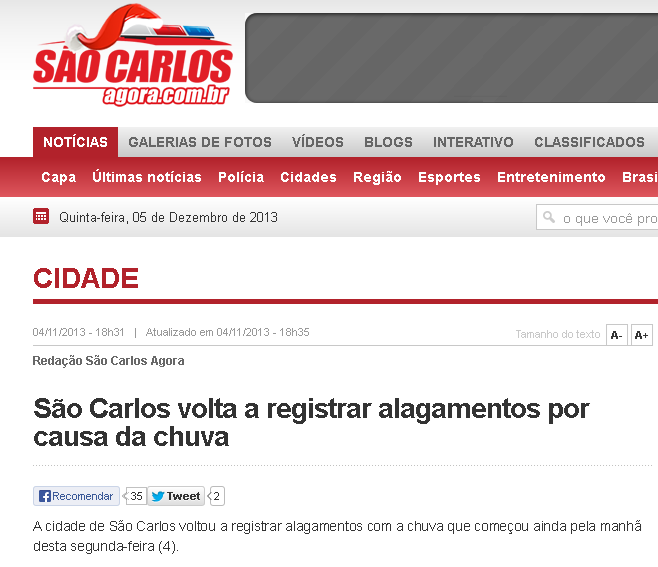 SÃO CARLOS
agora.com.br
NOTÍCIAS GALERIAS DE FOTOS VÍDEOS BLOGS INTERATIVO CLASSIFICADOS
Capa Últimas notícias Polícia Cidades Região Esportes Entretenimento Brasi
Quinta-feira, 05 de Dezembro de 2013 o que você pro
CIDADE
04/11/2013 - 18h31 | Atualizado em 04/11/2013 - 18h35 Tamanho do texto A- A+
Redação São Carlos Agora
São Carlos volta a registrar alagamentos por
causa da chuva
Recomendar 35 Tweet 2
A cidade de São Carlos voltou a registrar alagamentos com a chuva que começou ainda pela manhã
desta segunda-feira (4).